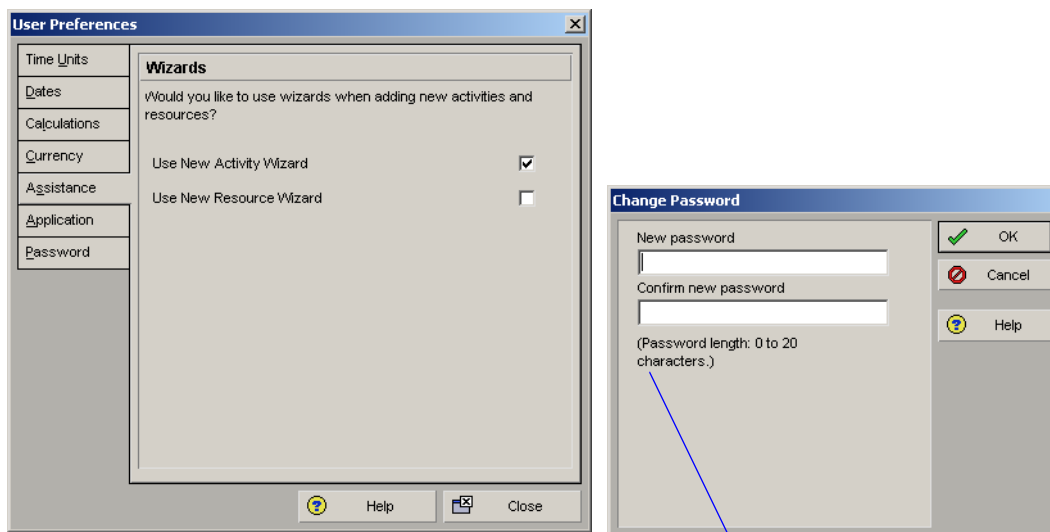 User Preferences
Time Units
Dates
Calculations
Currency
Assistance
Application
Password
Wizards
Would you like to use wizards when adding new activities and
resources?
Use New Activity Wizard
Use New Resource Wizard
Help
Close
Change Password
New password
Confirm new password
(Password length: 0 to 20
characters.)
OK
Cancel
Help